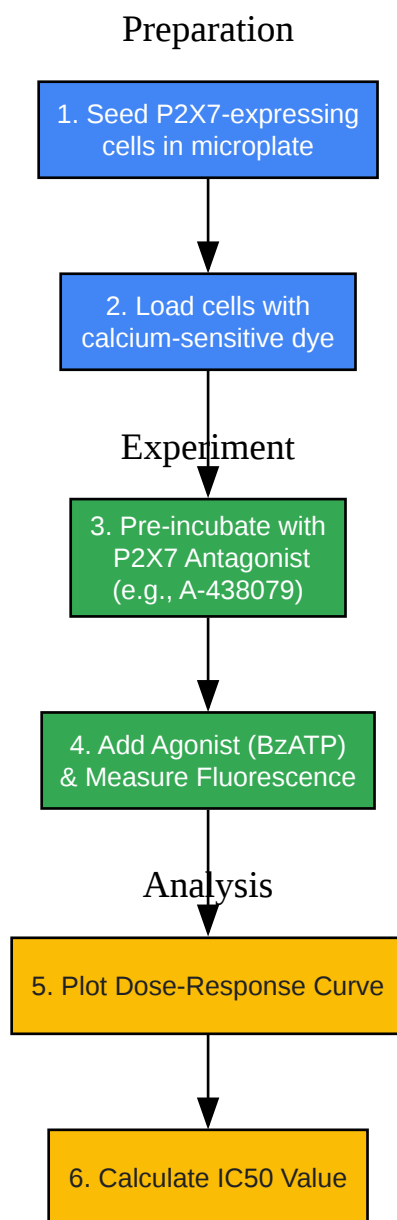 Preparation
1. Seed P2X7-expressing
cells in microplate
2. Load cells with
calcium-sensitive dye
Experiment
3. Pre-incubate with
P2X7 Antagonist
(e.g., A-438079)
4. Add Agonist (BzATP)
& Measure Fluorescence
Analysis
5. Plot Dose-Response Curve
6. Calculate IC50 Value